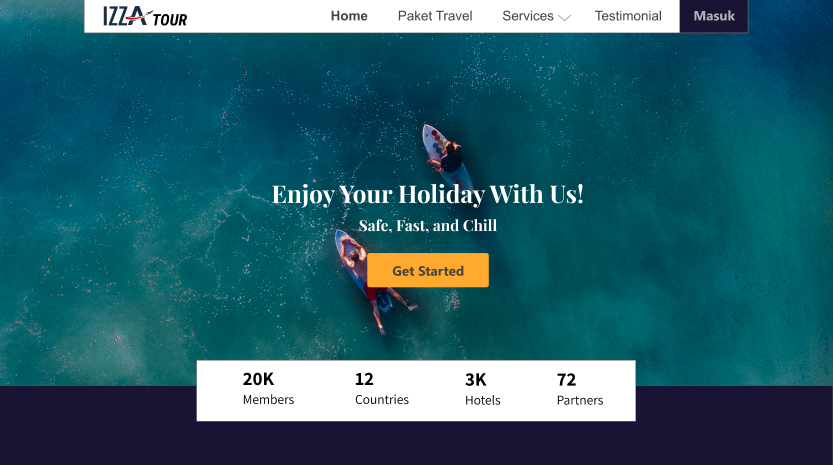 IZZA TOUR
Home Paket Travel Services Testimonial Masuk
Enjoy Your Holiday With Us!
Safe, Fast, and Chill
Get Started
20K 12 3K 72
Members Countries Hotels Partners